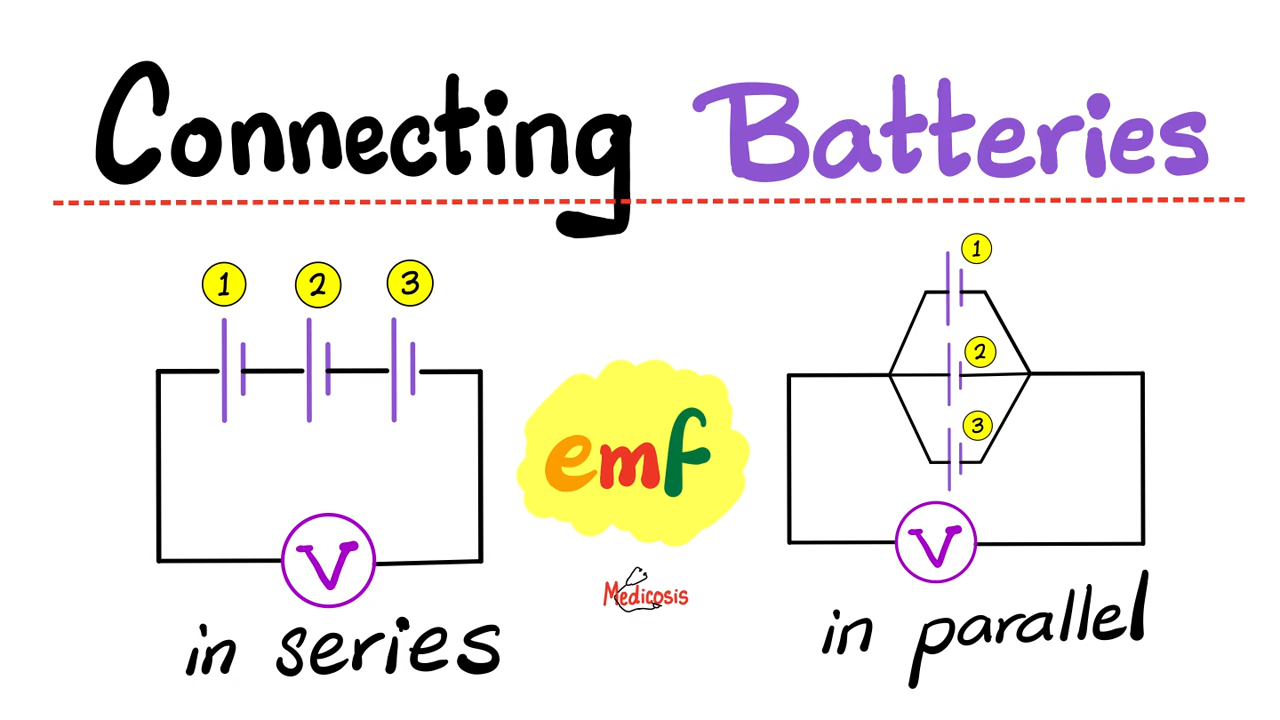 Connecting Batteries
1 2 3
1
2
3
emf
V
V
Medicosis
in series
in parallel